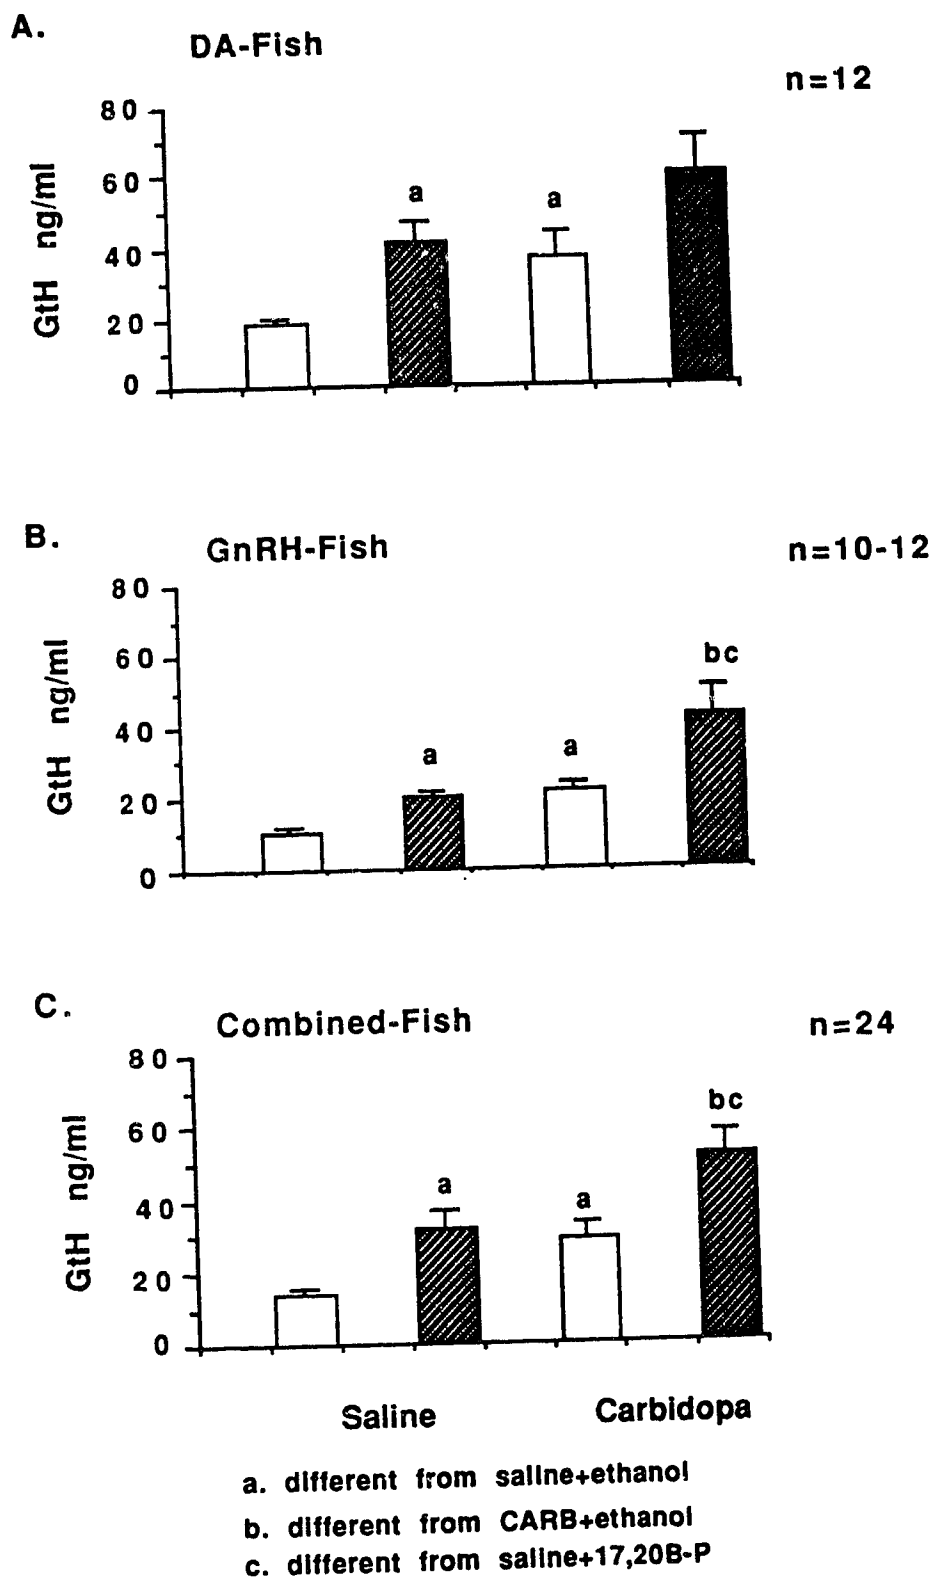 A.
DA-Fish
n=12
80
60
40
20
0
GtH ng/ml
a
a
B.
GnRH-Fish
n=10-12
80
60
40
20
0
GtH ng/ml
a
a
bc
C.
Combined-Fish
n=24
80
60
40
20
0
GtH ng/ml
a
a
bc
Saline
Carbidopa
a. different from saline+ethanol
b. different from CARB+ethanol
c. different from saline+17,20B-P